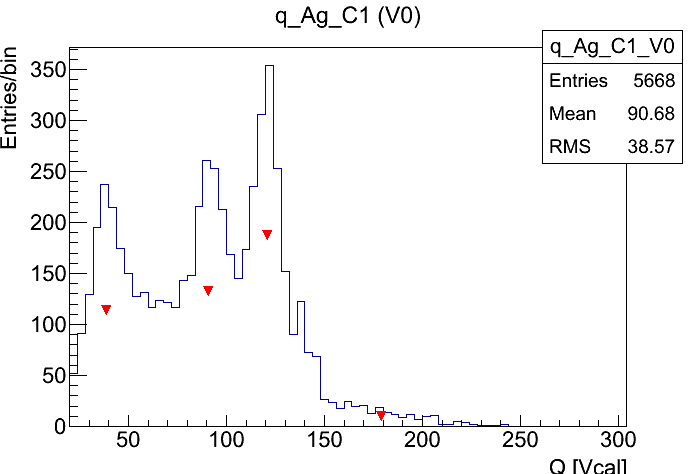 q_Ag_C1 (V0)
Entries/bin
q_Ag_C1_V0
Entries 5668
Mean 90.68
RMS 38.57
350
300
250
200
150
100
50
0
50 100 150 200 250 300
Q [Vcal]